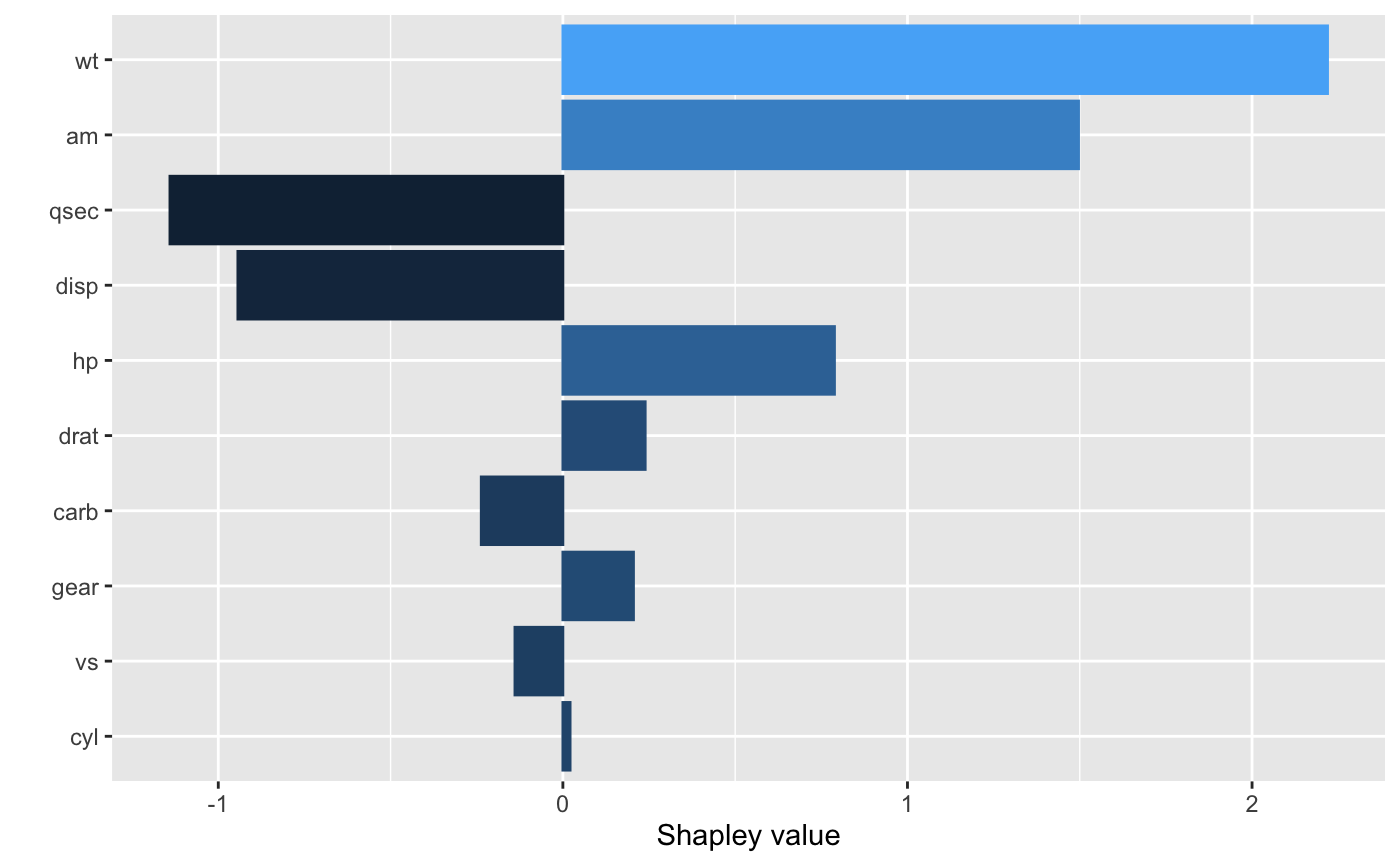 wt
am
qsec
disp
hp
drat
carb
gear
vs
cyl
-1 0 1 2
Shapley value